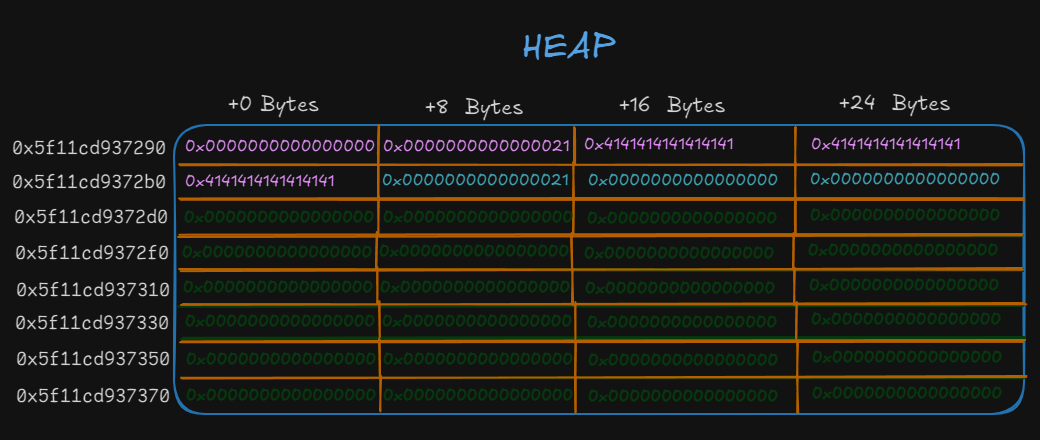 HEAP
+0 Bytes +8 Bytes +16 Bytes +24 Bytes
0x5f11cd937290 0x0000000000000000 0x0000000000000021 0x4141414141414141 0x4141414141414141
0x5f11cd9372b0 0x4141414141414141 0x0000000000000021 0x0000000000000000 0x0000000000000000
0x5f11cd9372d0 0x0000000000000000 0x0000000000000000 0x0000000000000000 0x0000000000000000
0x5f11cd9372f0 0x0000000000000000 0x0000000000000000 0x0000000000000000 0x0000000000000000
0x5f11cd937310 0x0000000000000000 0x0000000000000000 0x0000000000000000 0x0000000000000000
0x5f11cd937330 0x0000000000000000 0x0000000000000000 0x0000000000000000 0x0000000000000000
0x5f11cd937350 0x0000000000000000 0x0000000000000000 0x0000000000000000 0x0000000000000000
0x5f11cd937370 0x0000000000000000 0x0000000000000000 0x0000000000000000 0x0000000000000000